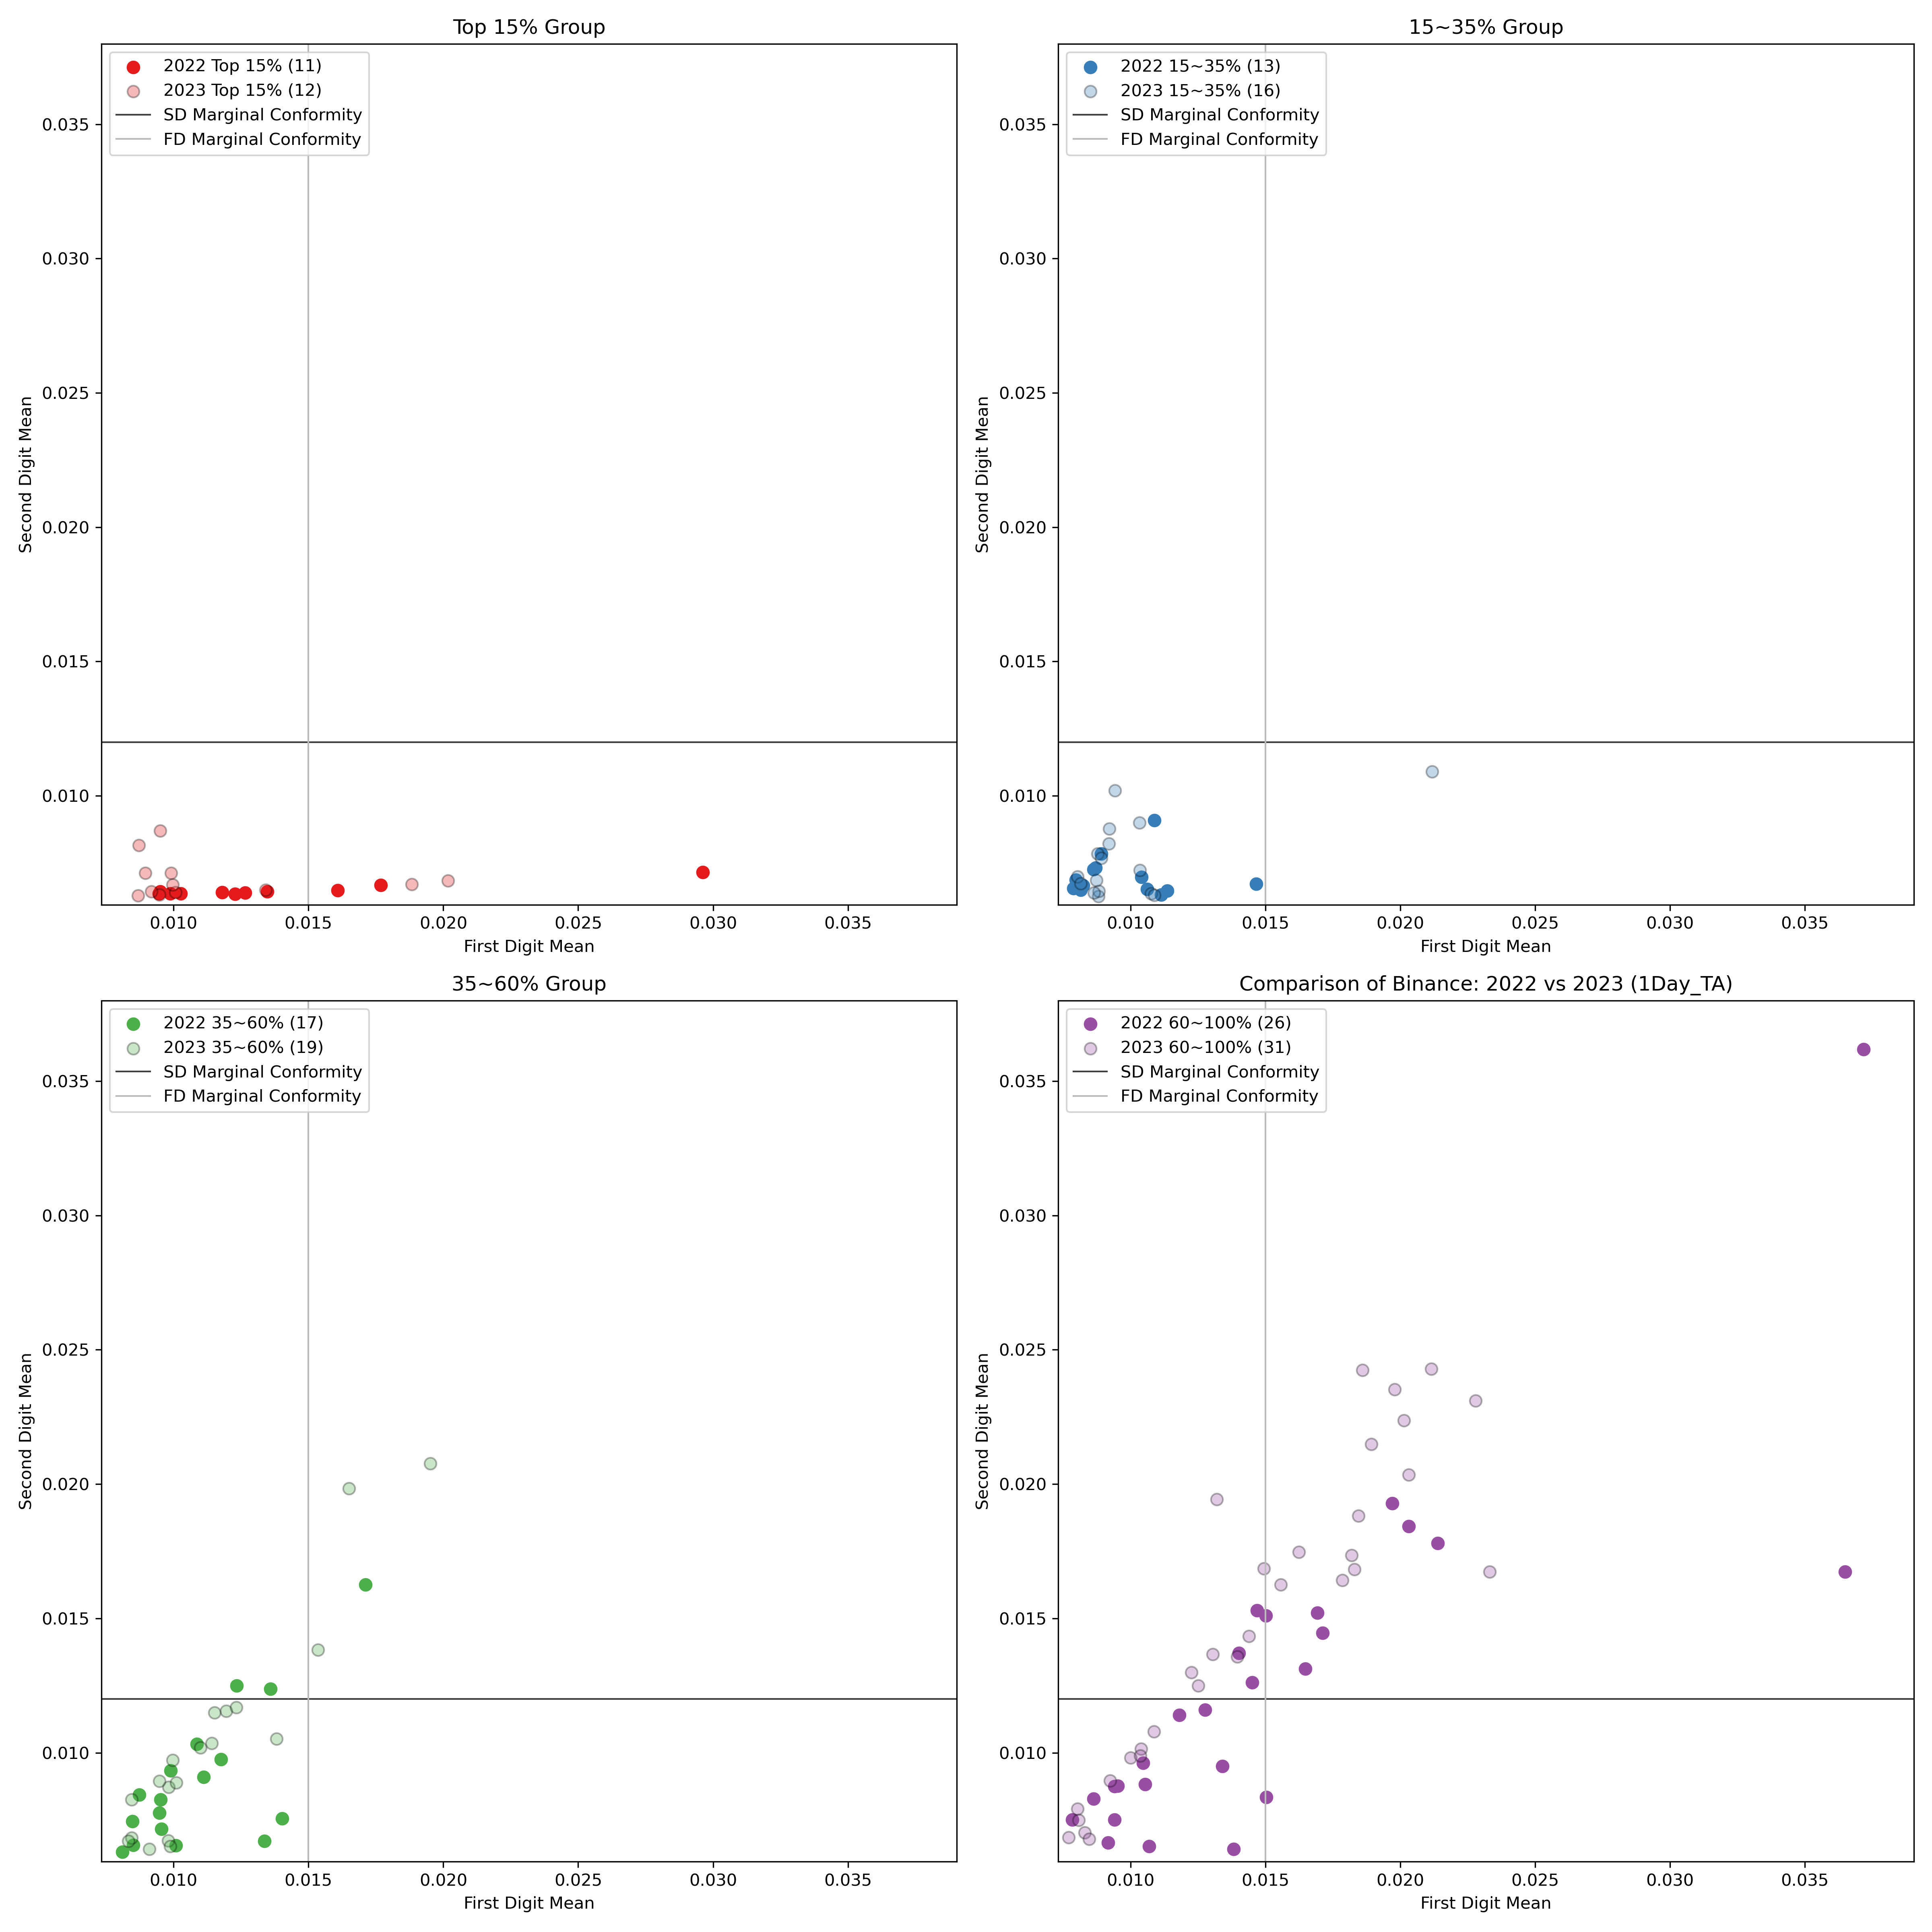 Top 15% Group
2022 Top 15% (11)
2023 Top 15% (12)
SD Marginal Conformity
FD Marginal Conformity
0.035
0.030
0.025
0.020
0.015
0.010
Second Digit Mean
0.010
0.015
0.020
0.025
0.030
0.035
First Digit Mean
15~35% Group
2022 15~35% (13)
2023 15~35% (16)
SD Marginal Conformity
FD Marginal Conformity
0.035
0.030
0.025
0.020
0.015
0.010
Second Digit Mean
0.010
0.015
0.020
0.025
0.030
0.035
First Digit Mean
35~60% Group
2022 35~60% (17)
2023 35~60% (19)
SD Marginal Conformity
FD Marginal Conformity
0.035
0.030
0.025
0.020
0.015
0.010
Second Digit Mean
0.010
0.015
0.020
0.025
0.030
0.035
First Digit Mean
Comparison of Binance: 2022 vs 2023 (1Day_TA)
2022 60~100% (26)
2023 60~100% (31)
SD Marginal Conformity
FD Marginal Conformity
0.035
0.030
0.025
0.020
0.015
0.010
Second Digit Mean
0.010
0.015
0.020
0.025
0.030
0.035
First Digit Mean